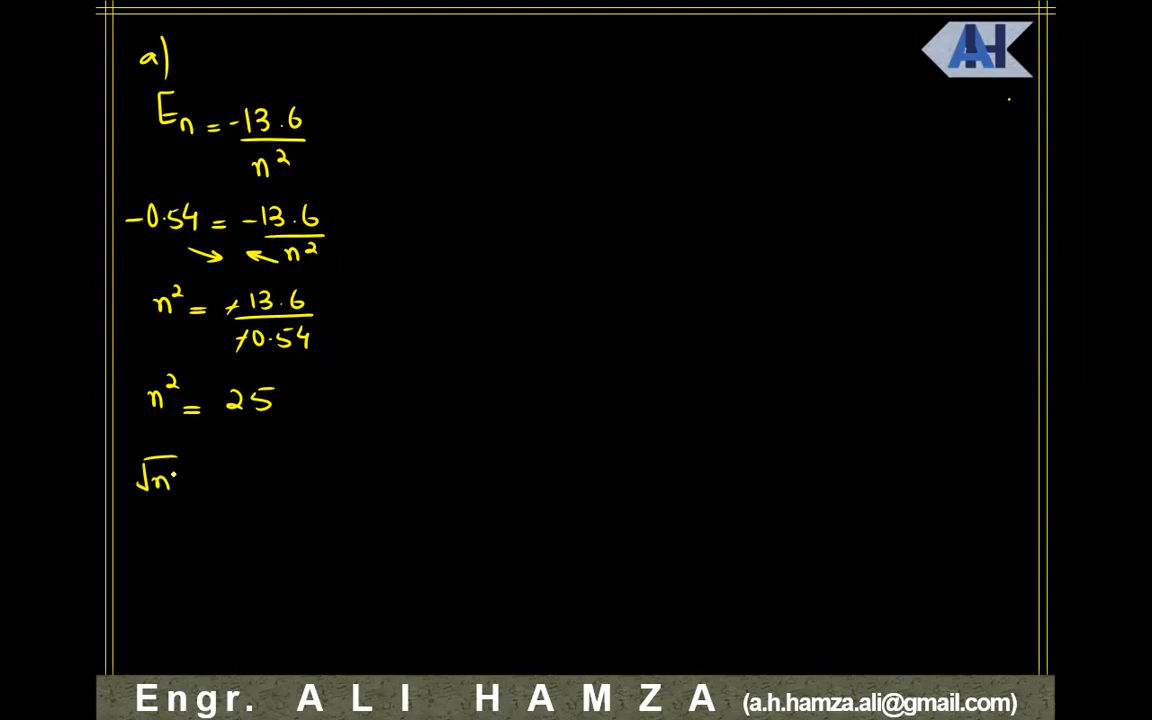 a)
AH
En = -13.6/n²
-0.54 = -13.6/n²
n² = -13.6/-0.54
n² = 25
√n
Engr. ALI HAMZA (a.h.hamza.ali@gmail.com)